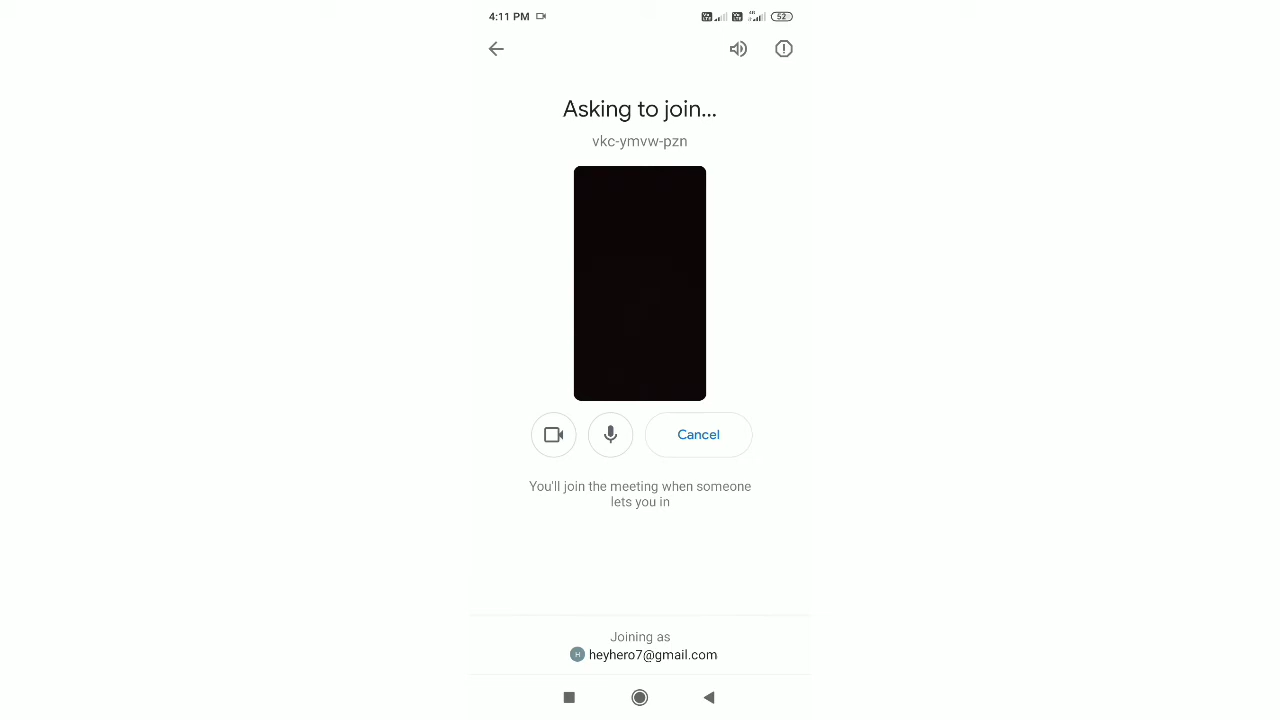 4:11 PM
52
Asking to join...
vkc-ymvw-pzn
Cancel
You'll join the meeting when someone
lets you in
Joining as
H heyhero7@gmail.com